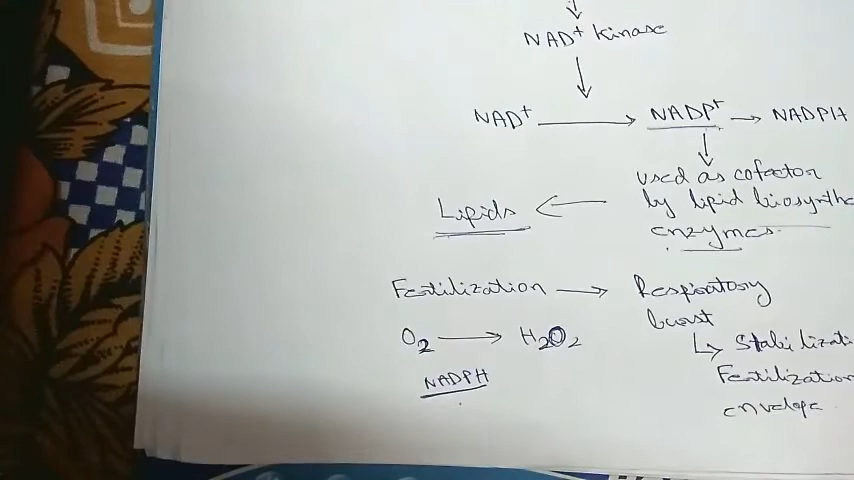 NAD+ kinase
NAD+ → NADP+ → NADPH
used as cofactor
Lipids ← by lipid biosynthe
enzymes.
Fertilization → Respiratory
burst
O2 → H2O2
↳ Stabilizati
NADPH
Fertilization
envelope